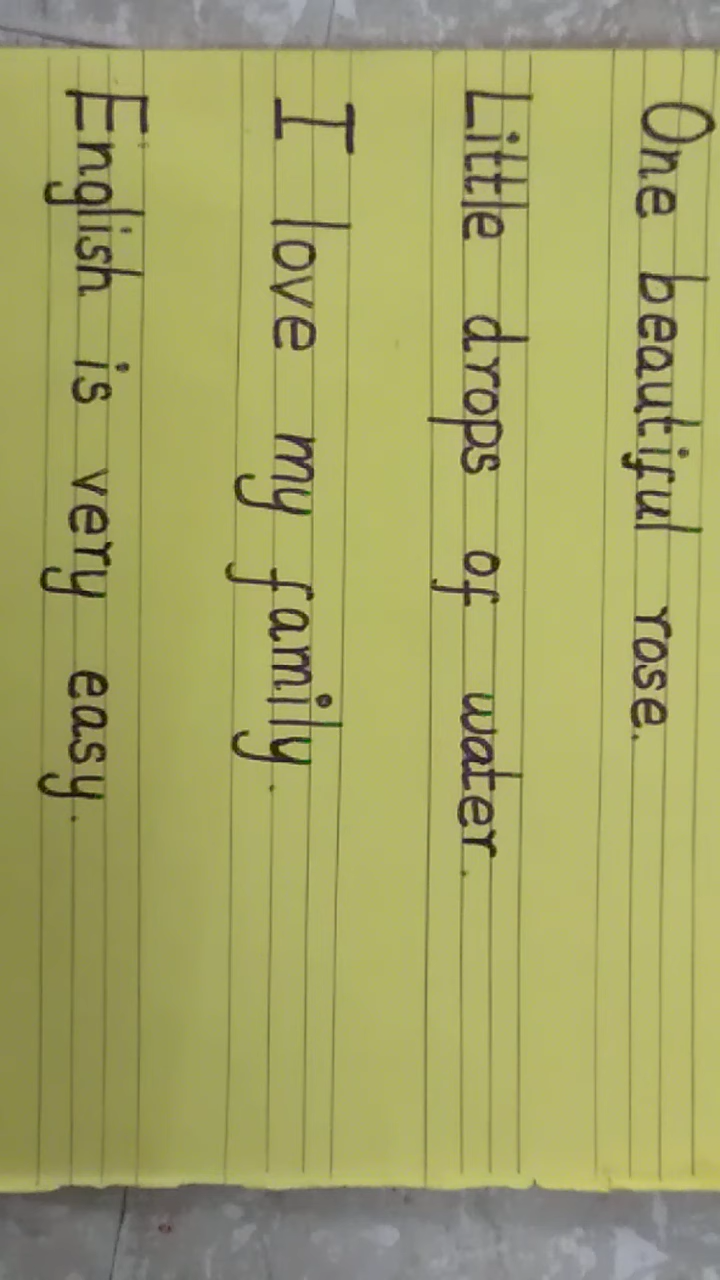 One beautiful rose.
Little drops of water.
I love my family.
English is very easy.